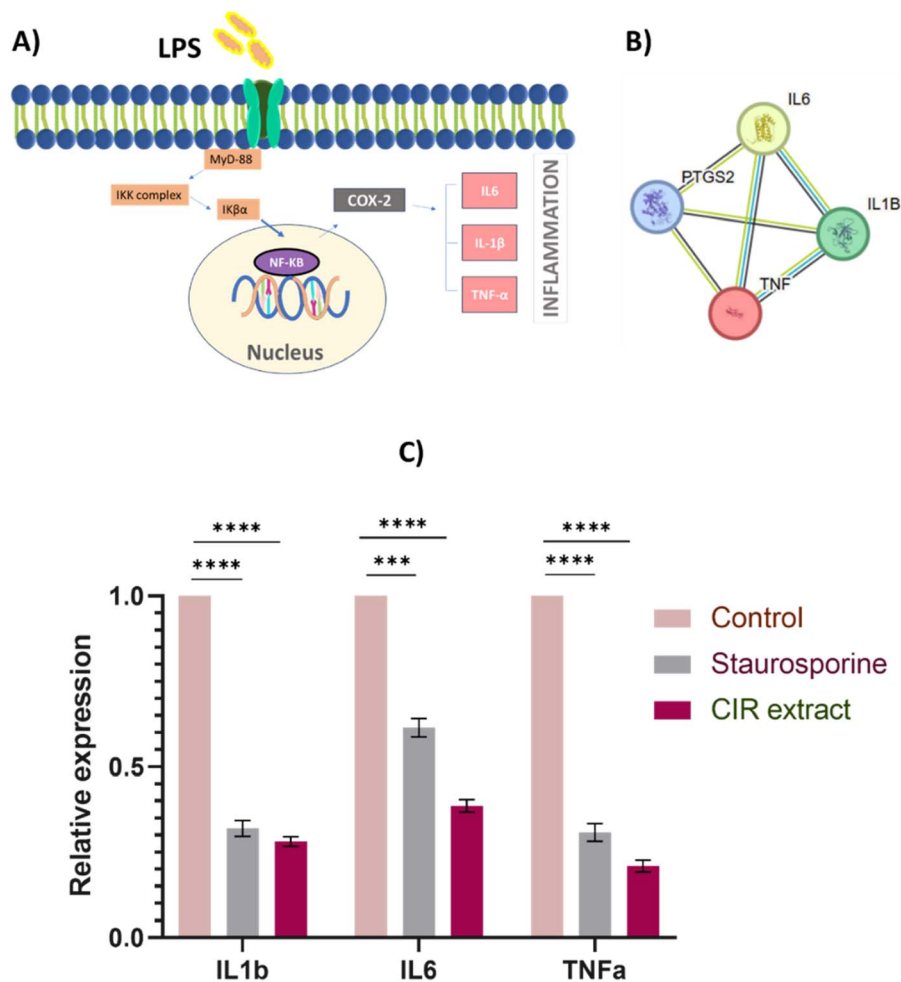 A)
LPS
MyD-88
IKK complex
IKβα
NF-KB
Nucleus
COX-2
IL6
IL-1β
TNF-α
INFLAMMATION
B)
IL6
PTGS2
IL1B
TNF
C)
**** **** ****
**** *** ****
1.0
0.5
0.0
Relative expression
IL1b IL6 TNFa
Control
Staurosporine
CIR extract